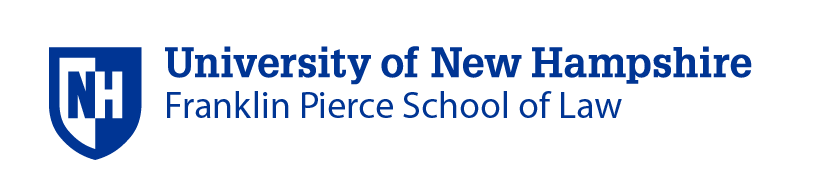 NH
University of New Hampshire
Franklin Pierce School of Law